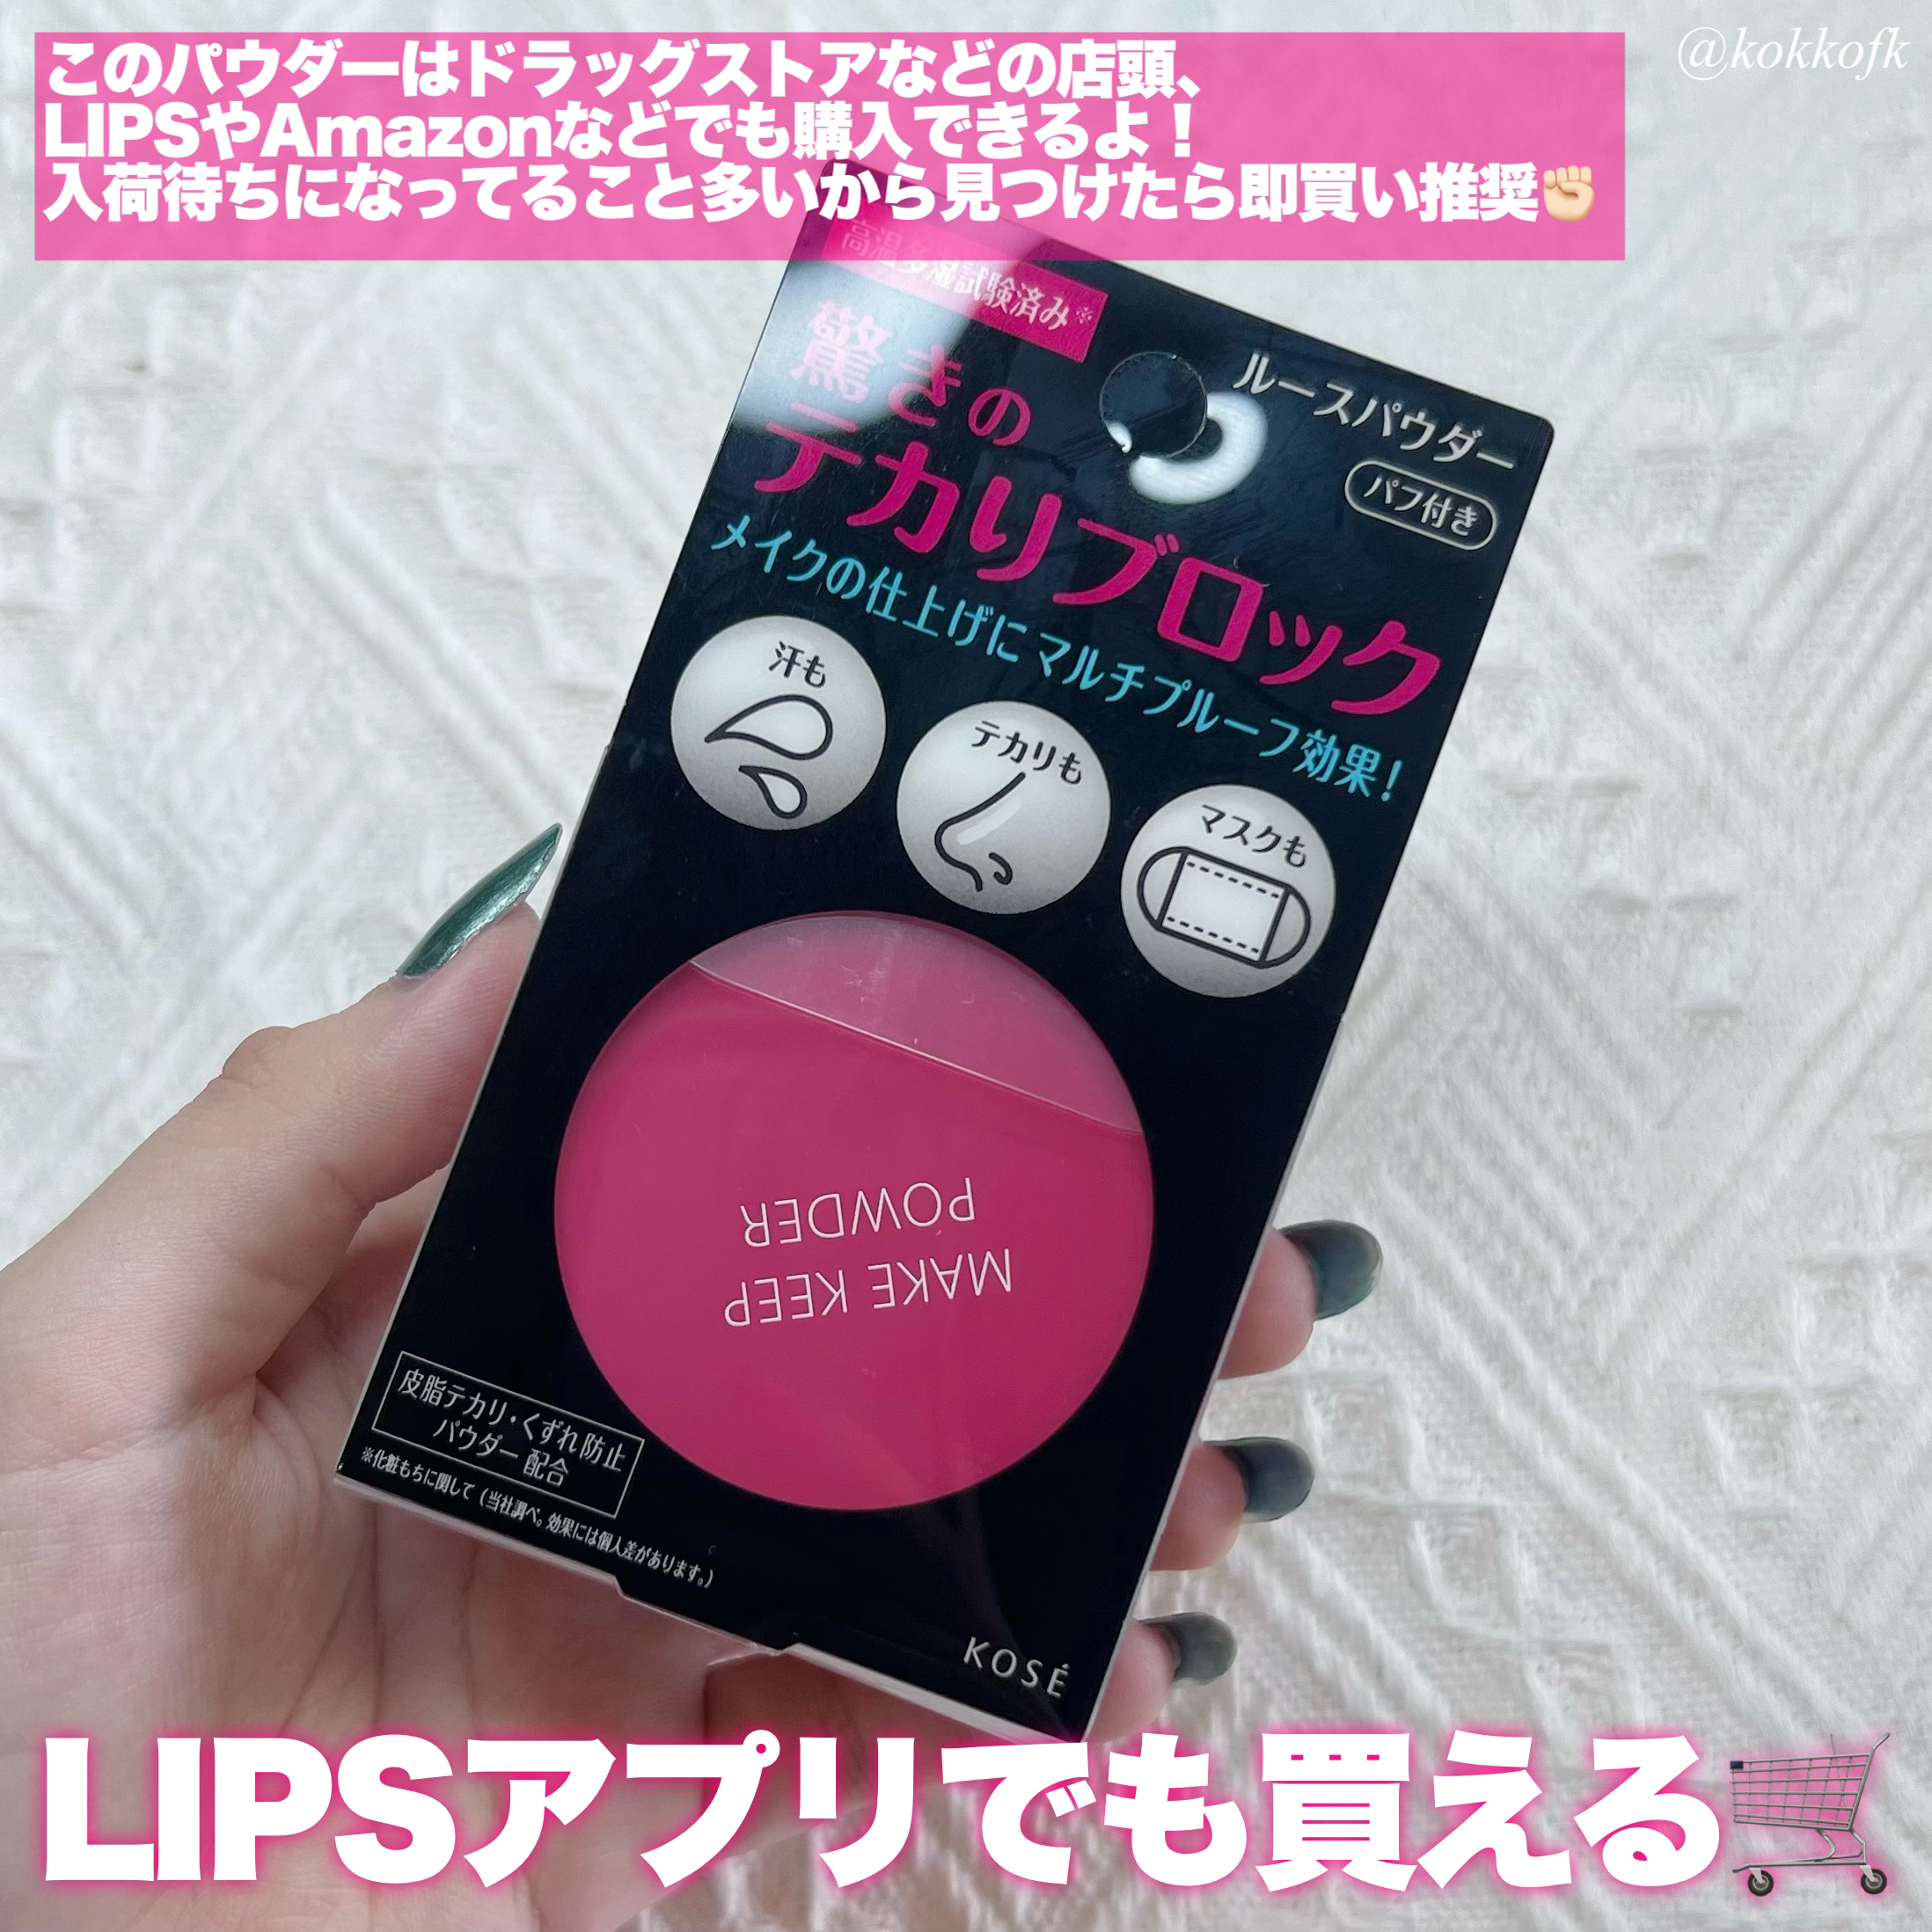 @kokkofk
このパウダーはドラッグストアなどの店頭、
LIPSやAmazonなどでも購入できるよ！
入荷待ちになってること多いから見つけたら即買い推奨✊🏻
高温多湿試験済み※
ルースパウダー
パフ付き
驚きの
テカリブロック
メイクの仕上げにマルチプルーフ効果！
汗も
テカリも
マスクも
MAKE KEEP
POWDER
皮脂テカリ・くずれ防止
パウダー配合
※化粧もちに関して（当社調べ。効果には個人差があります。）
KOSÉ
LIPSアプリでも買える🛒